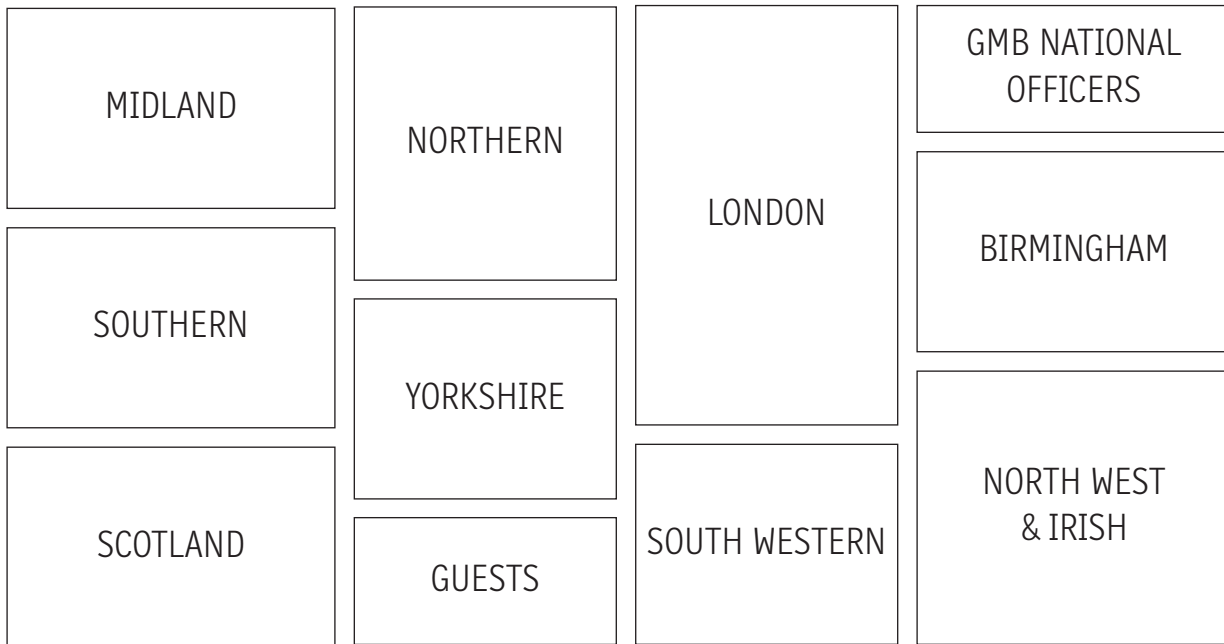 MIDLAND
SOUTHERN
SCOTLAND
NORTHERN
YORKSHIRE
GUESTS
LONDON
SOUTH WESTERN
GMB NATIONAL
OFFICERS
BIRMINGHAM
NORTH WEST
& IRISH